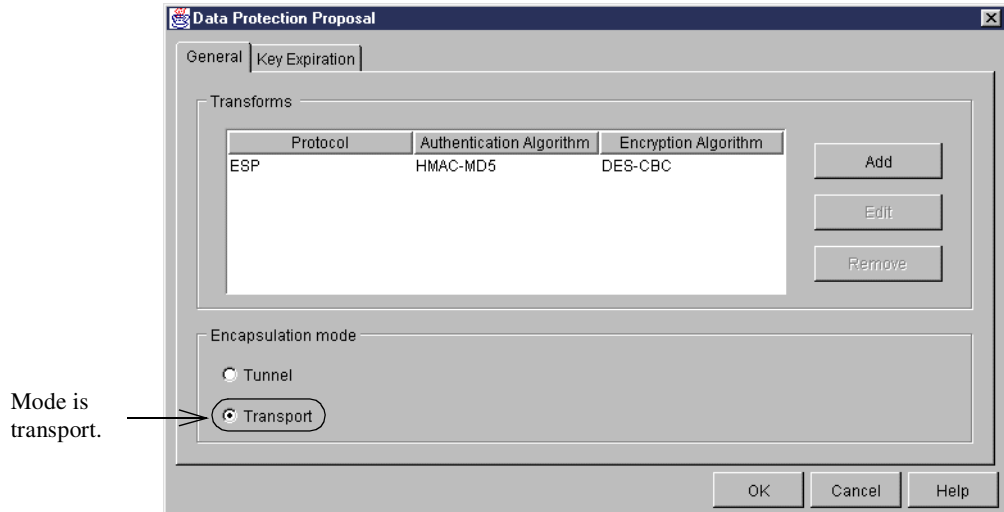 Data Protection Proposal
General
Key Expiration
Transforms
Protocol Authentication Algorithm Encryption Algorithm
ESP HMAC-MD5 DES-CBC
Add
Edit
Remove
Encapsulation mode
Tunnel
Transport
Mode is
transport.
OK Cancel Help